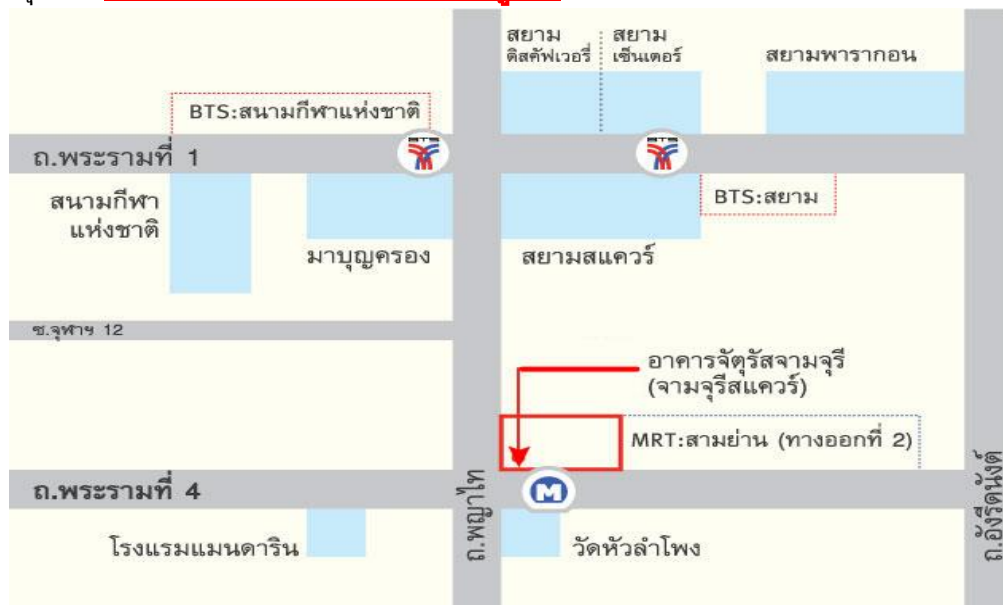 สยาม
ดิสคัฟเวอรี่
สยาม
เซ็นเตอร์
สยามพารากอน
BTS:สนามกีฬาแห่งชาติ
ถ.พระรามที่ 1
BTS:สยาม
สนามกีฬา
แห่งชาติ
มาบุญครอง
สยามสแควร์
ซ.จุฬาฯ 12
อาคารจัตุรัสจามจุรี
(จามจุรีสแควร์)
MRT:สามย่าน (ทางออกที่ 2)
ถ.พระรามที่ 4
M
ถ.พญาไท
ถ.อังรีดูนังต์
โรงแรมแมนดาริน
วัดหัวลำโพง